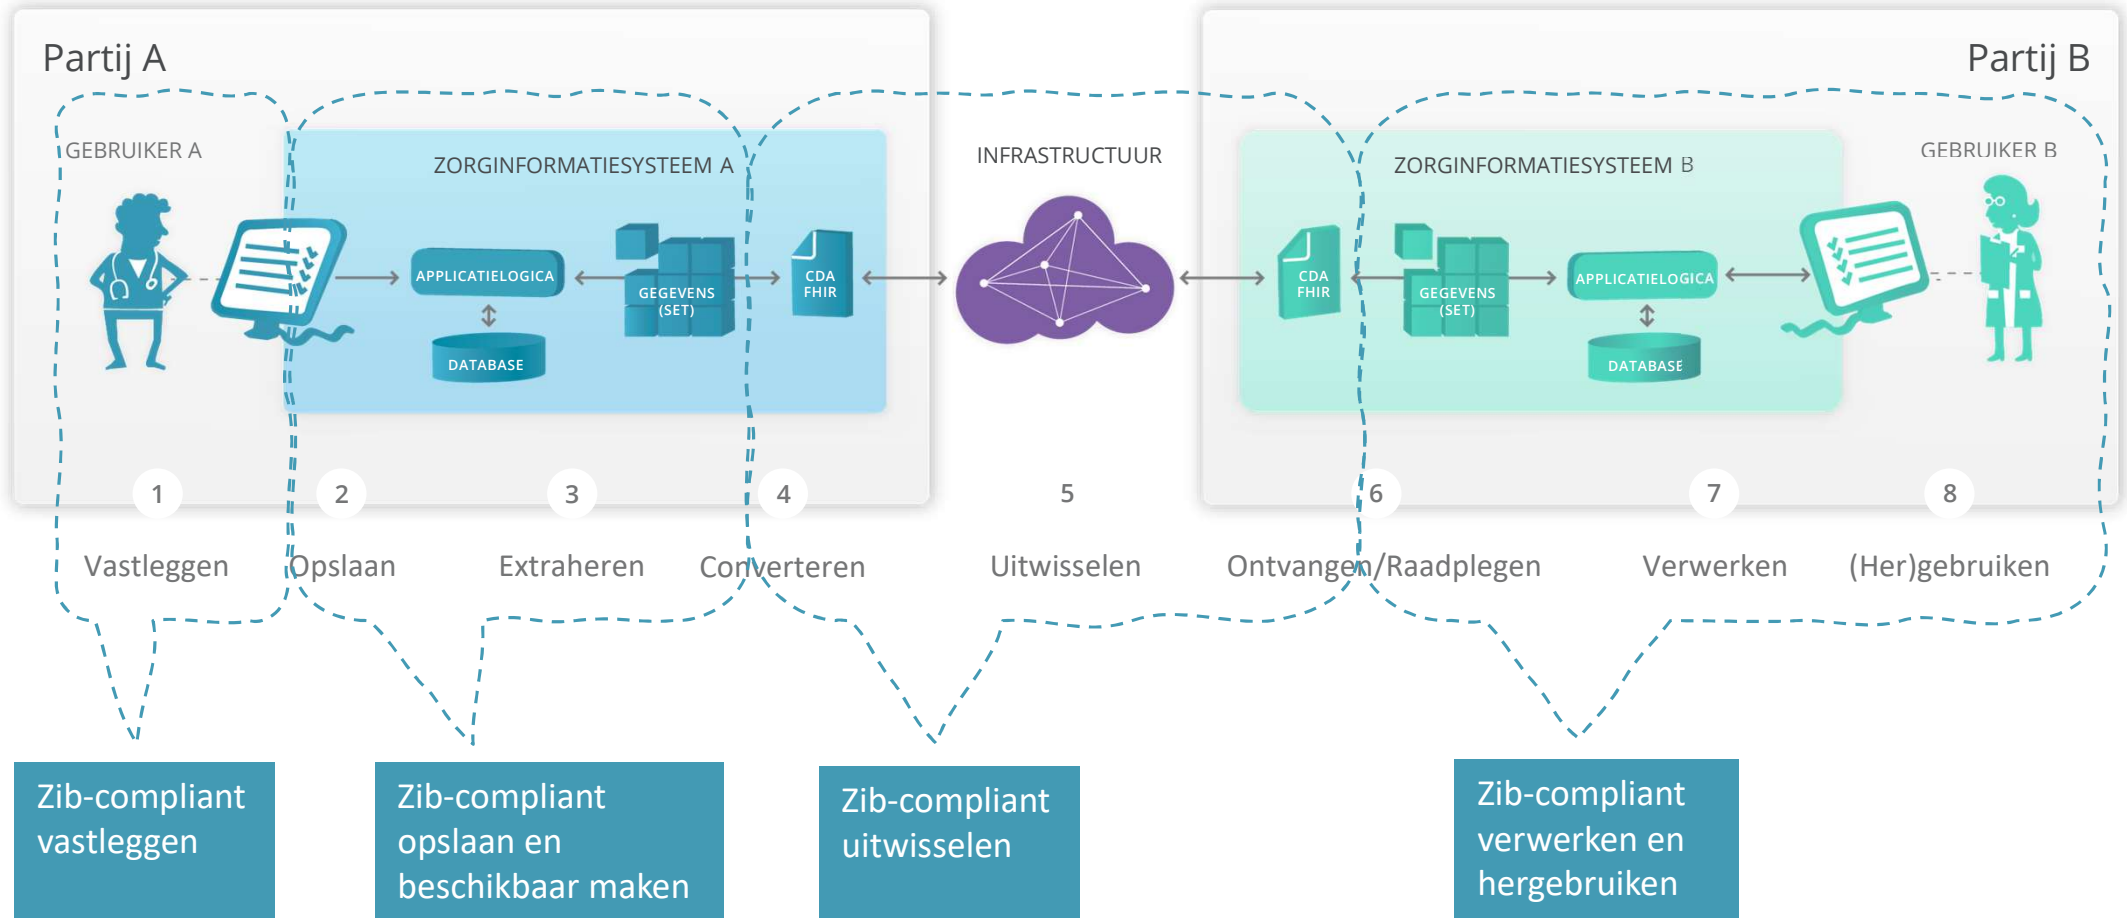 Partij A
Partij B
GEBRUIKER A
ZORGINFORMATIESYSTEEM A
INFRASTRUCTUUR
ZORGINFORMATIESYSTEEM B
GEBRUIKER B
APPLICATIELOGICA
DATABASE
GEGEVENS
(SET)
CDA
FHIR
CDA
FHIR
GEGEVENS
(SET)
APPLICATIELOGICA
DATABASE
1
2
3
4
5
6
7
8
Vastleggen
Opslaan
Extraheren
Converteren
Uitwisselen
Ontvangen/Raadplegen
Verwerken
(Her)gebruiken
Zib-compliant
vastleggen
Zib-compliant
opslaan en
beschikbaar maken
Zib-compliant
uitwisselen
Zib-compliant
verwerken en
hergebruiken